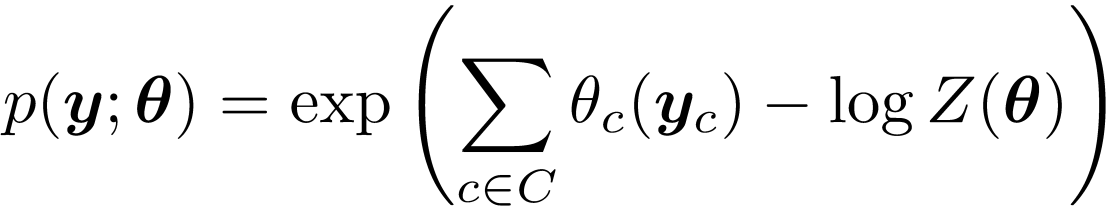 p(𝒚; 𝜽) = exp ( ∑_{c∈C} θ_c(𝒚_c) − log Z(𝜽) )